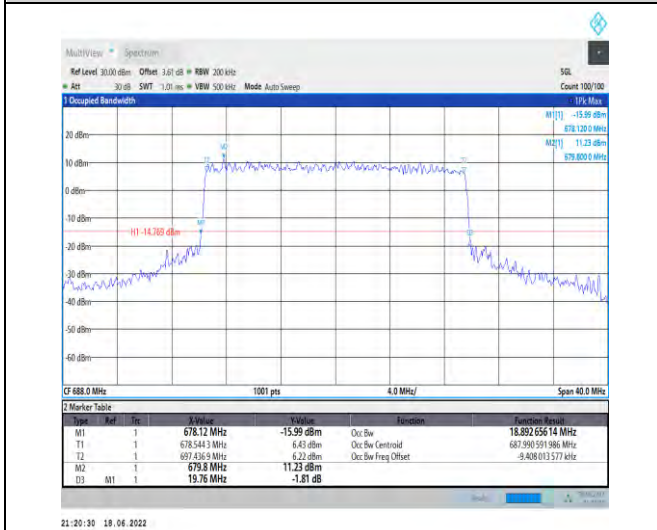 MultiView Spectrum
Ref Level 30.00 dBm Offset 3.61 dB RBW 200 kHz SGL
Att 30 dB SWT 1.01 ms VBW 500 kHz Mode Auto Sweep Count 100/100
1 Occupied Bandwidth 1Pk Max
M1[1] -15.99 dBm
678.120 0 MHz
M2[1] 11.23 dBm
679.800 0 MHz
20 dBm
10 dBm
0 dBm
-10 dBm
H1 -14.769 dBm
-20 dBm
-30 dBm
-40 dBm
-50 dBm
-60 dBm
CF 688.0 MHz 1001 pts 4.0 MHz/ Span 40.0 MHz
2 Marker Table
Type Ref Trc X-Value Y-Value Function Function Result
M1 1 678.12 MHz -15.99 dBm Occ Bw 18.892 656 14 MHz
T1 1 678.544 3 MHz 6.43 dBm Occ Bw Centroid 687.990 591 986 MHz
T2 1 697.436 9 MHz 6.22 dBm Occ Bw Freq Offset -9.408 013 577 kHz
M2 1 679.8 MHz 11.23 dBm
D3 M1 1 19.76 MHz -1.81 dB
21:20:30 18.06.2022